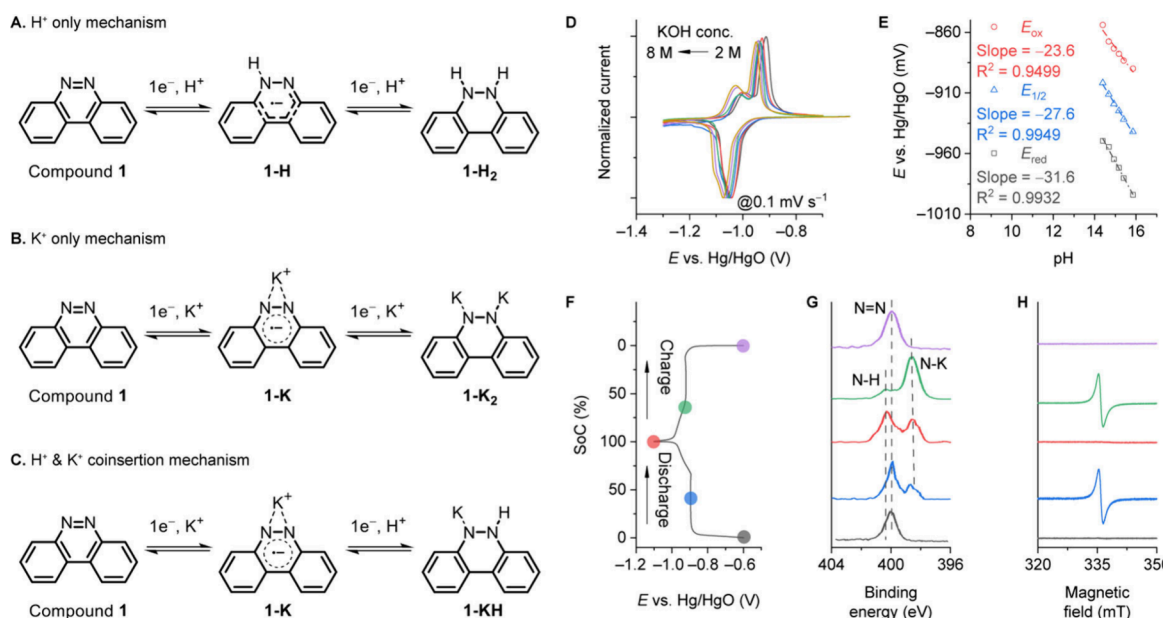 A. H⁺ only mechanism
N=N
1e⁻, H⁺
H
N-N
•−
1e⁻, H⁺
H H
N-N
Compound 1
1-H
1-H₂
B. K⁺ only mechanism
N=N
1e⁻, K⁺
K⁺
N-N
•−
1e⁻, K⁺
K K
N-N
Compound 1
1-K
1-K₂
C. H⁺ & K⁺ coinsertion mechanism
N=N
1e⁻, K⁺
K⁺
N-N
•−
1e⁻, H⁺
K H
N-N
Compound 1
1-K
1-KH
D
KOH conc.
8 M ← 2 M
@0.1 mV s⁻¹
Normalized current
−1.4 −1.2 −1.0 −0.8
E vs. Hg/HgO (V)
E
E vs. Hg/HgO (mV)
−860
−910
−960
−1010
E_ox
Slope = −23.6
R² = 0.9499
E_1/2
Slope = −27.6
R² = 0.9949
E_red
Slope = −31.6
R² = 0.9932
8 10 12 14 16
pH
F
SoC (%)
0
50
100
50
0
Charge
Discharge
−1.2 −1.0 −0.8 −0.6
E vs. Hg/HgO (V)
G
N=N
N-H
N-K
404 400 396
Binding
energy (eV)
H
320 335 350
Magnetic
field (mT)